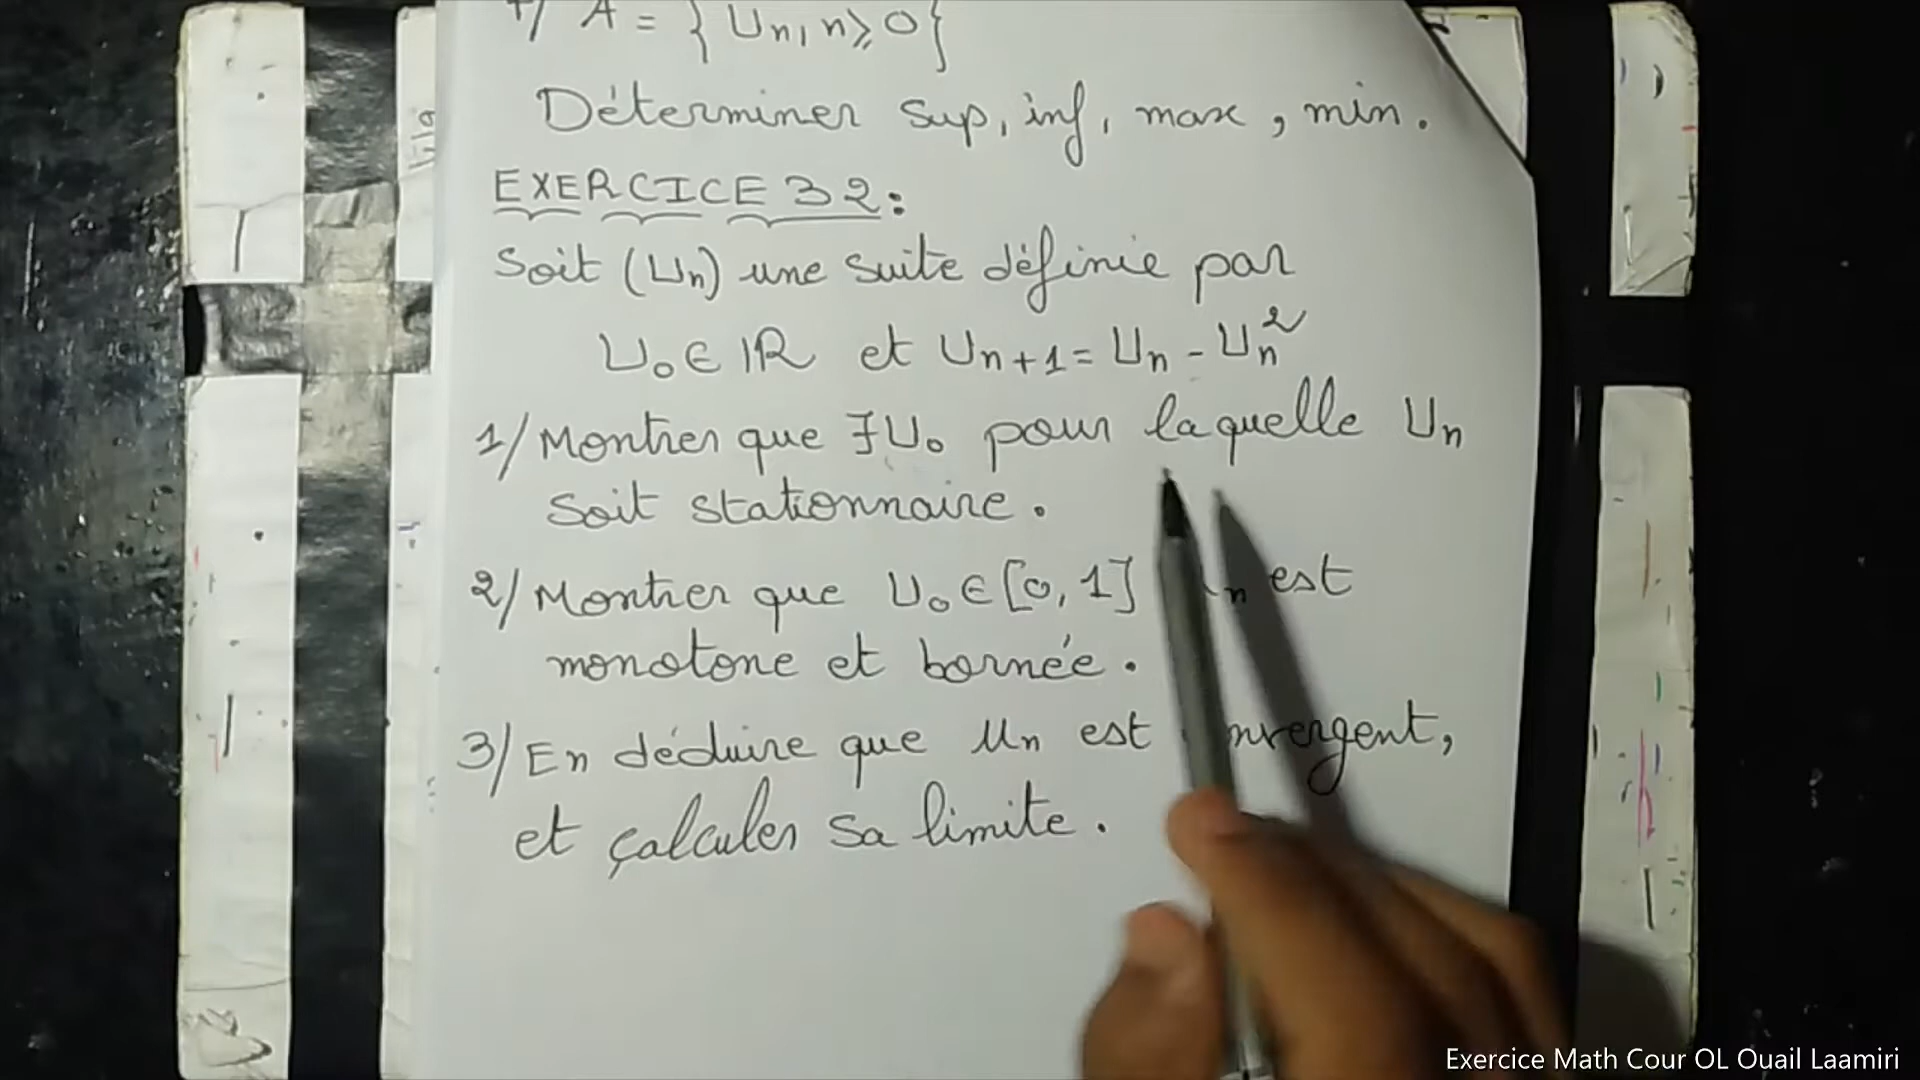 A = { Un, n ≥ 0 }
Déterminer sup, inf, max, min.
EXERCICE 32:
Soit (Un) une suite définie par
U₀ ∈ IR et Un+1 = Un - Un²
1/ Montrer que ∃U₀ pour laquelle Un
soit stationnaire.
2/ Montrer que U₀ ∈ [0, 1] est
monotone et bornée.
3/ En déduire que Un est
et calculer sa limite.
Exercice Math Cour OL Ouail Laamiri